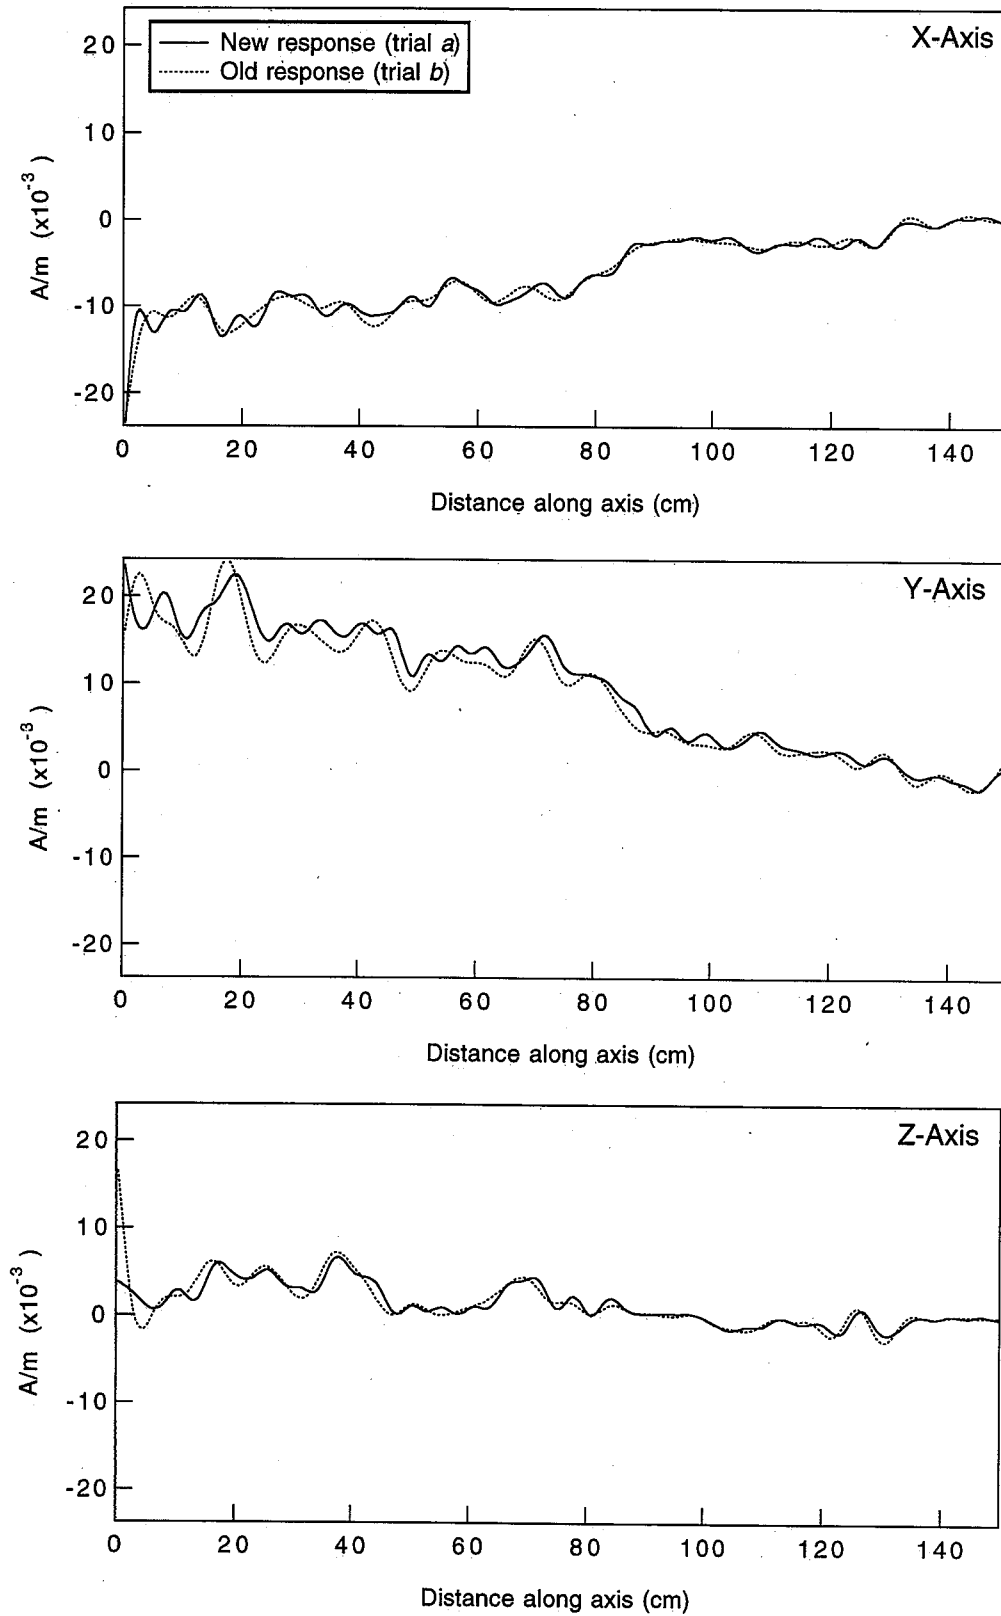 X-Axis
New response (trial a)
Old response (trial b)
20
10
0
-10
-20
A/m (x10⁻³)
0 20 40 60 80 100 120 140
Distance along axis (cm)
Y-Axis
20
10
0
-10
-20
A/m (x10⁻³)
0 20 40 60 80 100 120 140
Distance along axis (cm)
Z-Axis
20
10
0
-10
-20
A/m (x10⁻³)
0 20 40 60 80 100 120 140
Distance along axis (cm)